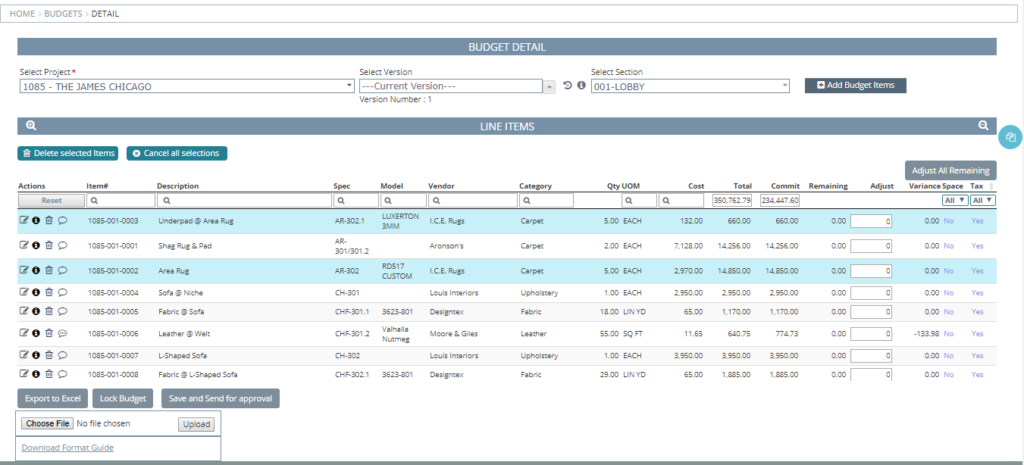 HOME > BUDGETS > DETAIL
BUDGET DETAIL
Select Project* Select Version Select Section
1085 - THE JAMES CHICAGO ---Current Version--- 001-LOBBY Add Budget Items
Version Number : 1
LINE ITEMS
Delete selected Items Cancel all selections
Adjust All Remaining
Actions Item# Description Spec Model Vendor Category Qty UOM Cost Total Commit Remaining Adjust Variance Space Tax
Reset 350,762.79 234,447.60 All All
1085-001-0003 Underpad @ Area Rug AR-302.1 LUXERTON 3MM I.C.E. Rugs Carpet 5.00 EACH 132.00 660.00 660.00 0.00 0 0.00 No Yes
1085-001-0001 Shag Rug & Pad AR-301/301.2 Aronson's Carpet 2.00 EACH 7,128.00 14,256.00 14,256.00 0.00 0 0.00 No Yes
1085-001-0002 Area Rug AR-302 RD517 CUSTOM I.C.E. Rugs Carpet 5.00 EACH 2,970.00 14,850.00 14,850.00 0.00 0 0.00 No Yes
1085-001-0004 Sofa @ Niche CH-301 Louis Interiors Upholstery 1.00 EACH 2,950.00 2,950.00 2,950.00 0.00 0 0.00 No Yes
1085-001-0005 Fabric @ Sofa CHF-301.1 3623-801 Designtex Fabric 18.00 LIN YD 65.00 1,170.00 1,170.00 0.00 0 0.00 No Yes
1085-001-0006 Leather @ Welt CHF-301.2 Valhalla Nutmeg Moore & Giles Leather 55.00 SQ FT 11.65 640.75 774.73 0.00 0 -133.98 No Yes
1085-001-0007 L-Shaped Sofa CH-302 Louis Interiors Upholstery 1.00 EACH 3,950.00 3,950.00 3,950.00 0.00 0 0.00 No Yes
1085-001-0008 Fabric @ L-Shaped Sofa CHF-302.1 3623-801 Designtex Fabric 29.00 LIN YD 65.00 1,885.00 1,885.00 0.00 0 0.00 No Yes
Export to Excel Lock Budget Save and Send for approval
Choose File No file chosen Upload
Download Format Guide